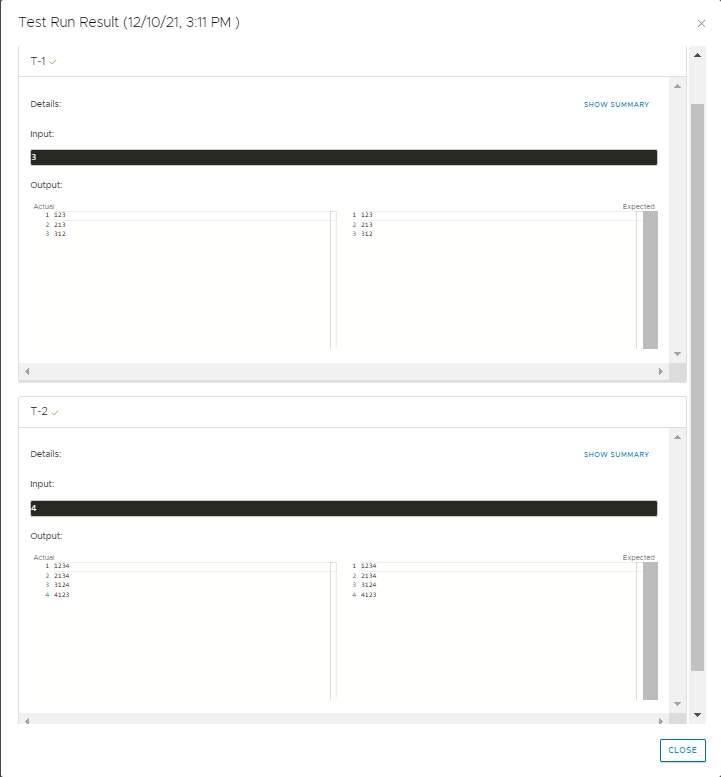 Test Run Result (12/10/21, 3:11 PM )
T-1
Details:
SHOW SUMMARY
Input:
3
Output:
Actual
Expected
1 123
2 213
3 312
1 123
2 213
3 312
T-2
Details:
SHOW SUMMARY
Input:
4
Output:
Actual
Expected
1 1234
2 2134
3 3124
4 4123
1 1234
2 2134
3 3124
4 4123
CLOSE